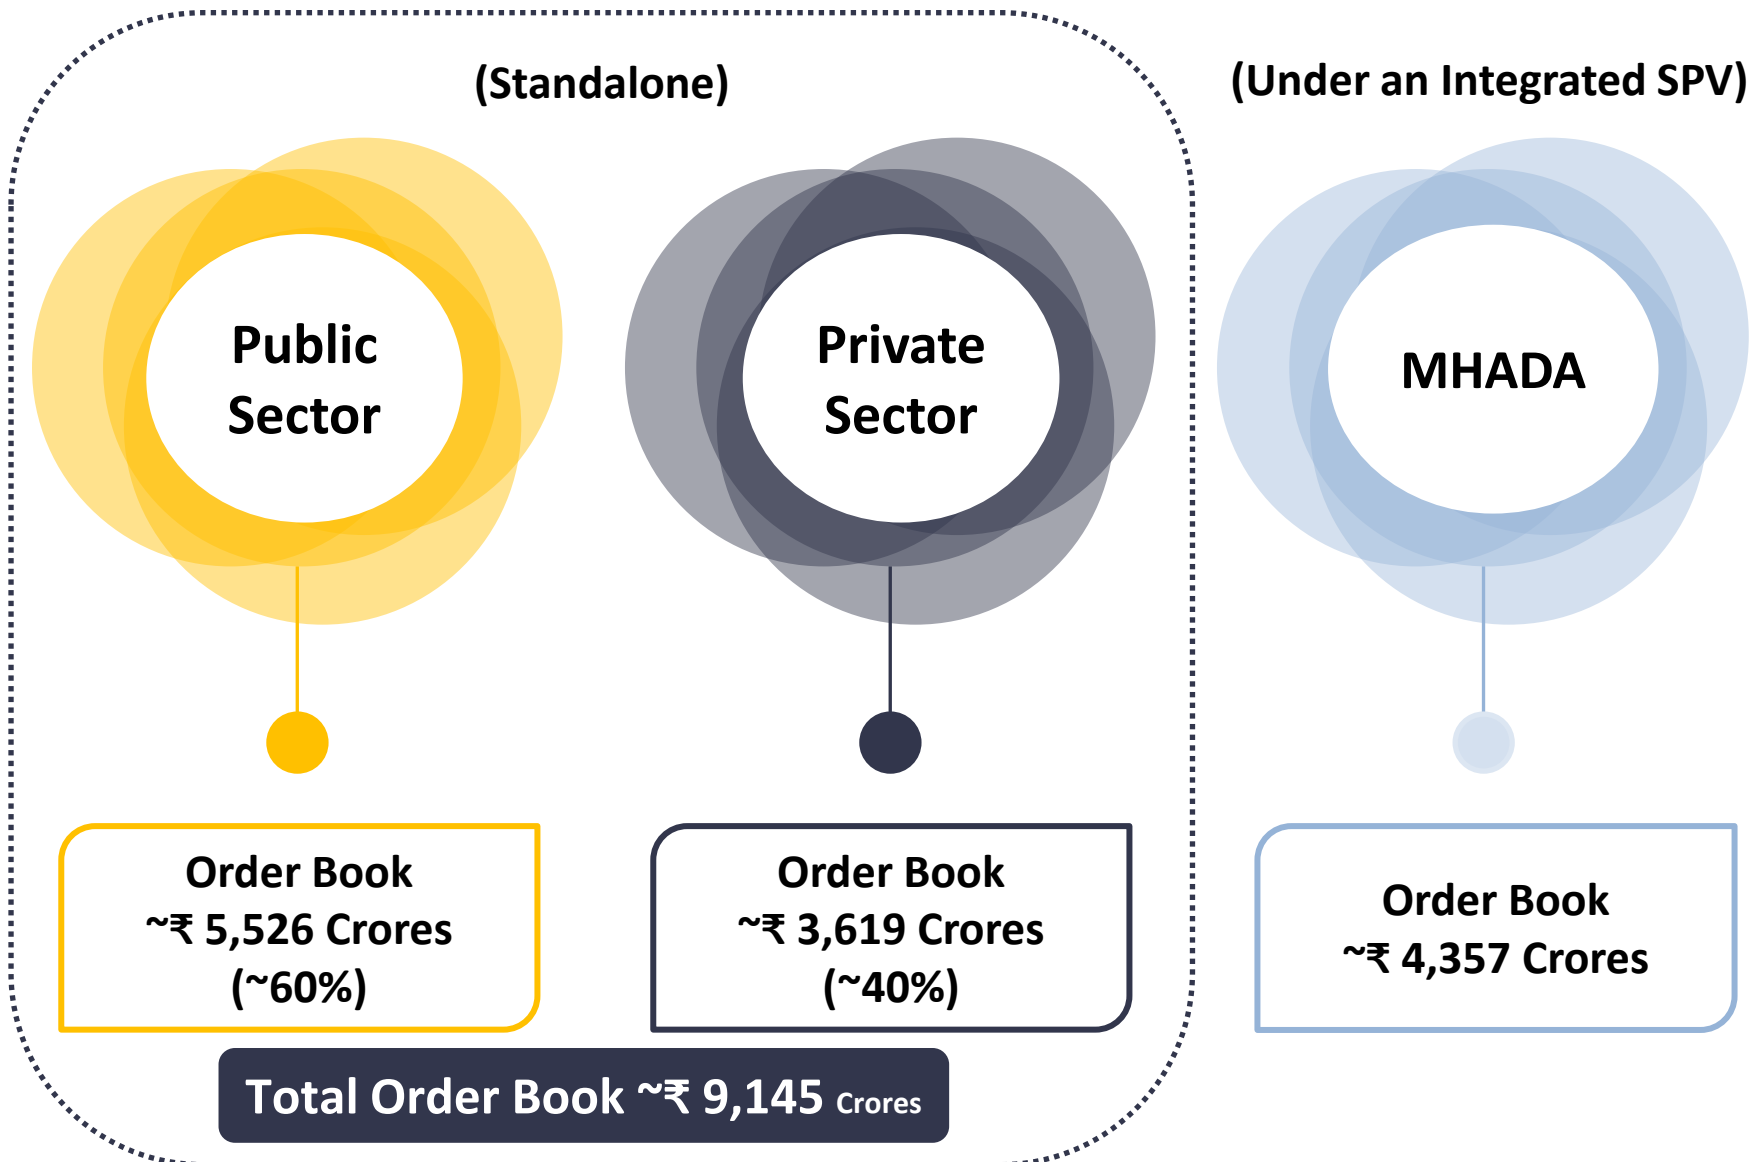 (Standalone)
(Under an Integrated SPV)
Public
Sector
Private
Sector
MHADA
Order Book
~₹ 5,526 Crores
(~60%)
Order Book
~₹ 3,619 Crores
(~40%)
Order Book
~₹ 4,357 Crores
Total Order Book ~₹ 9,145 Crores